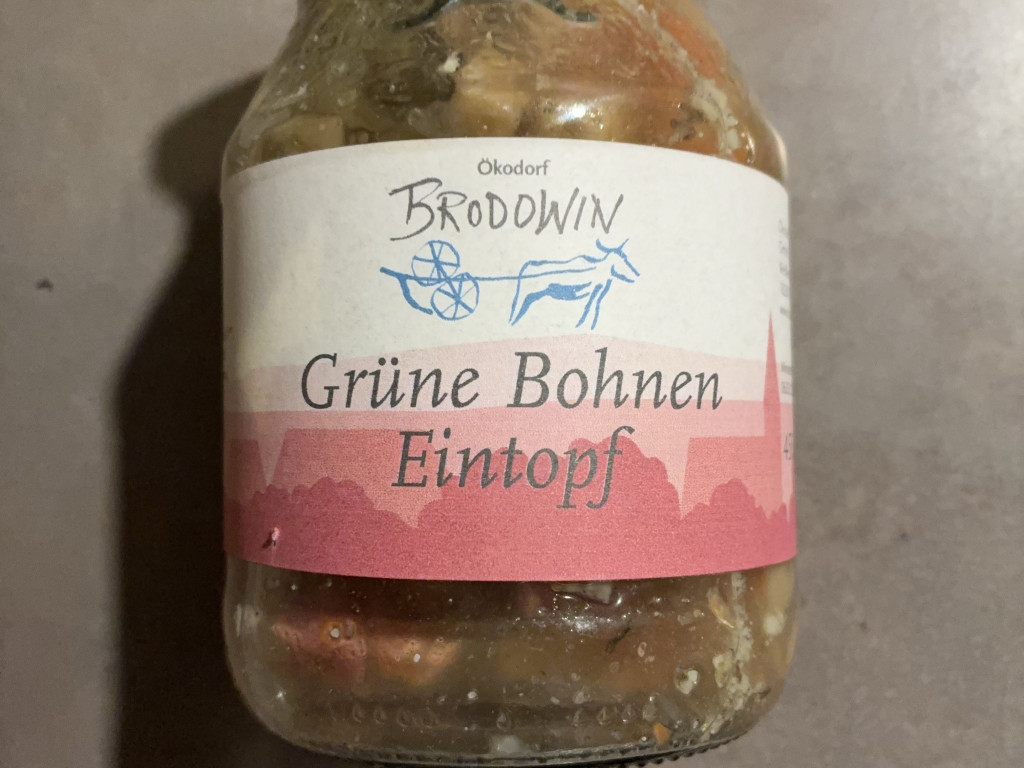 Ökodorf
BRODOWIN
Grüne Bohnen
Eintopf